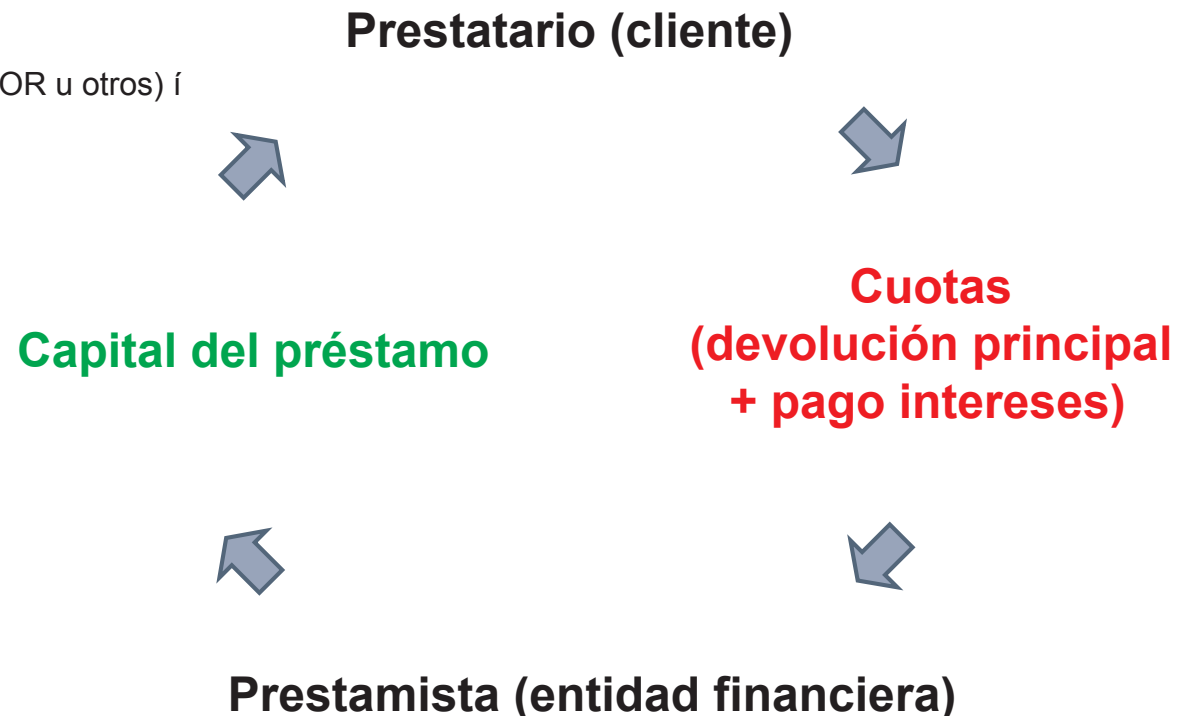 Prestatario (cliente)
OR u otros) í
Cuotas
(devolución principal
+ pago intereses)
Capital del préstamo
Prestamista (entidad financiera)